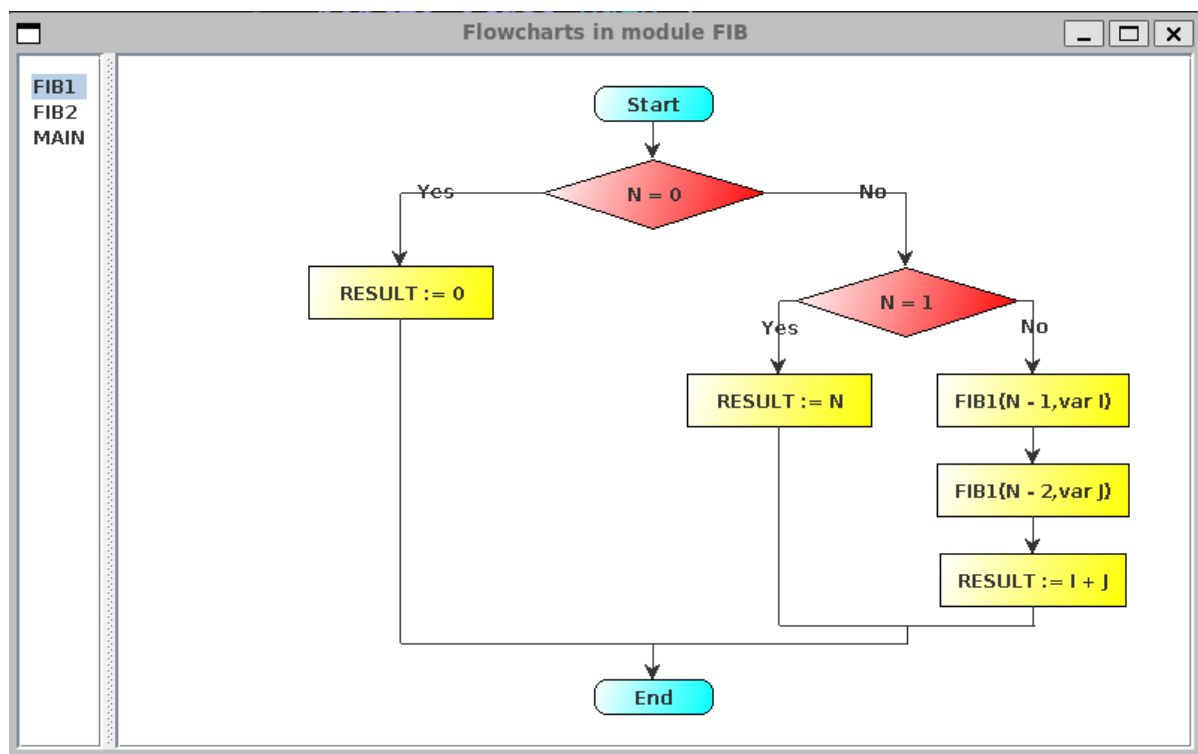 Flowcharts in module FIB
FIB1
FIB2
MAIN
Start
N = 0
Yes
No
RESULT := 0
N = 1
Yes
No
RESULT := N
FIB1(N - 1,var I)
FIB1(N - 2,var J)
RESULT := I + J
End